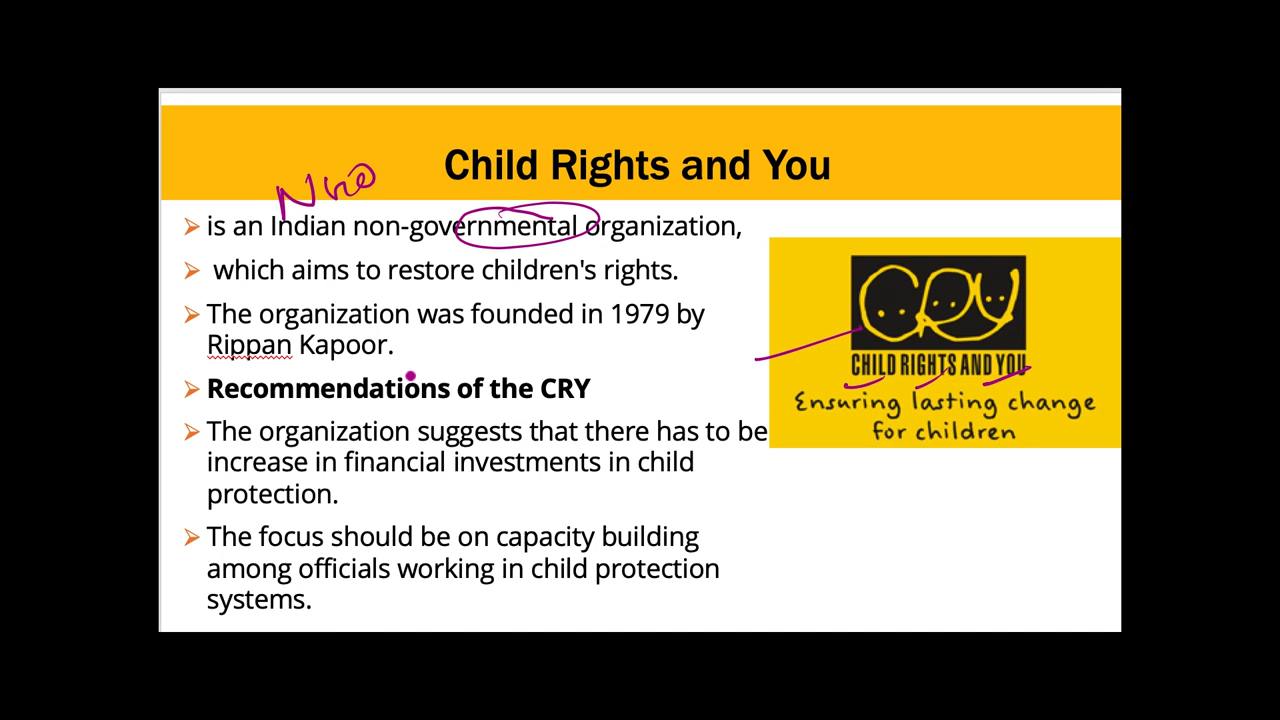 Child Rights and You
NGO
is an Indian non-governmental organization,
which aims to restore children's rights.
The organization was founded in 1979 by
Rippan Kapoor.
Recommendations of the CRY
The organization suggests that there has to be
increase in financial investments in child
protection.
The focus should be on capacity building
among officials working in child protection
systems.
CRY
CHILD RIGHTS AND YOU
Ensuring lasting change
for children